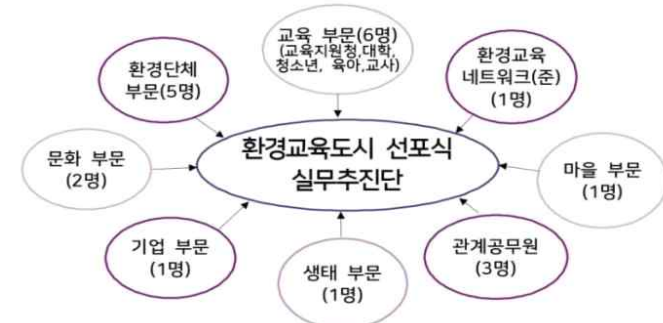 교육 부문(6명)
(교육지원청,대학,
청소년, 육아,교사)
환경단체
부문(5명)
환경교육
네트워크(준)
(1명)
문화 부문
(2명)
환경교육도시 선포식
실무추진단
마을 부문
(1명)
기업 부문
(1명)
생태 부문
(1명)
관계공무원
(3명)